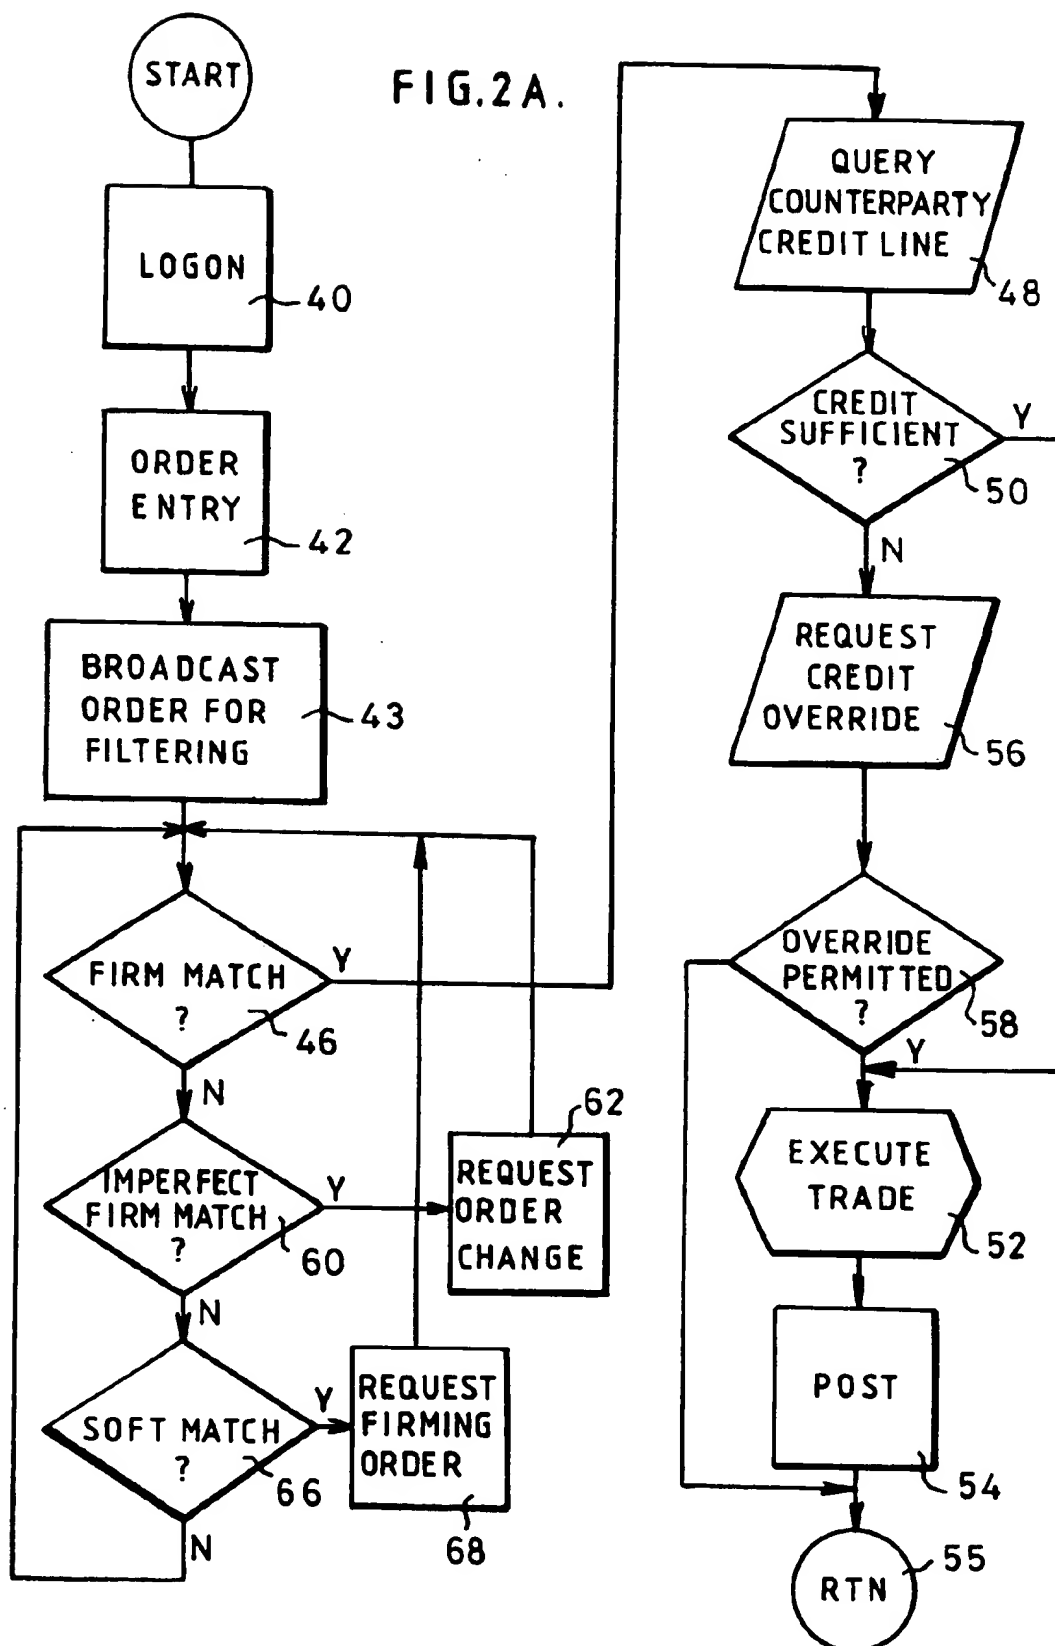 START
FIG.2A.
LOGON
40
ORDER
ENTRY
42
BROADCAST
ORDER FOR
FILTERING
43
FIRM MATCH
?
46
Y
N
IMPERFECT
FIRM MATCH
?
60
Y
N
62
REQUEST
ORDER
CHANGE
SOFT MATCH
?
66
Y
N
REQUEST
FIRMING
ORDER
68
QUERY
COUNTERPARTY
CREDIT LINE
48
CREDIT
SUFFICIENT
?
50
Y
N
REQUEST
CREDIT
OVERRIDE
56
OVERRIDE
PERMITTED
?
58
Y
EXECUTE
TRADE
52
POST
54
RTN
55